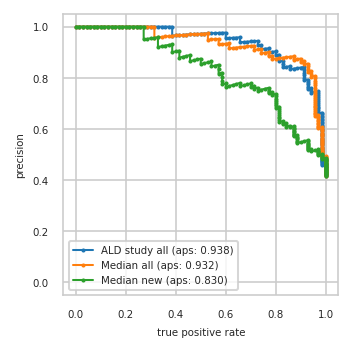 1.0
0.8
0.6
0.4
0.2
0.0
precision
ALD study all (aps: 0.938)
Median all (aps: 0.932)
Median new (aps: 0.830)
0.0 0.2 0.4 0.6 0.8 1.0
true positive rate